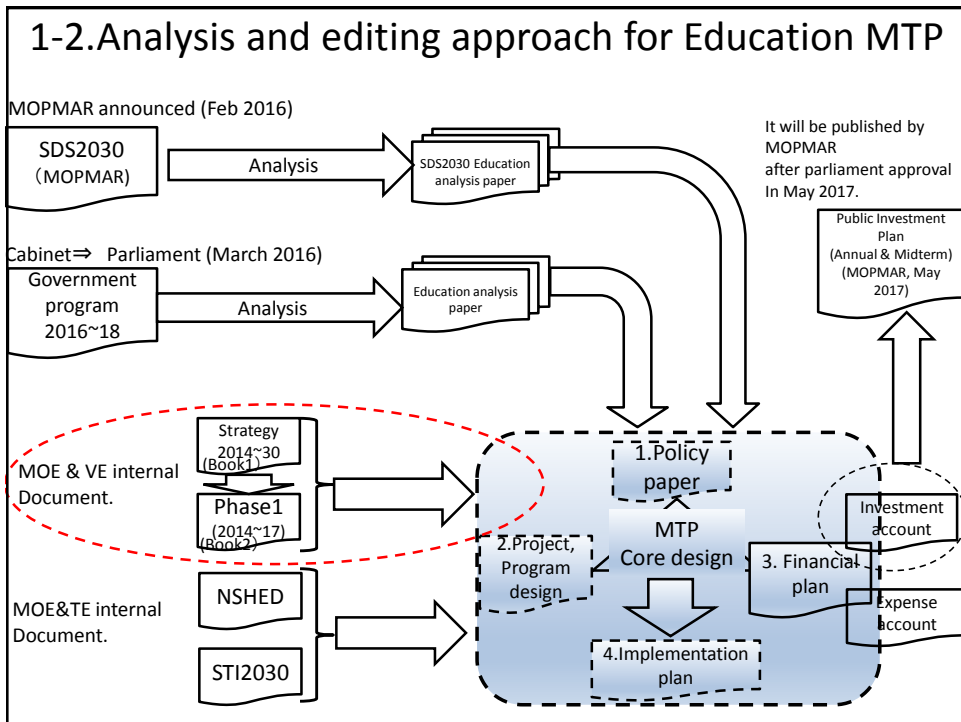 1-2.Analysis and editing approach for Education MTP
MOPMAR announced (Feb 2016)
SDS2030
(MOPMAR)
Analysis
SDS2030 Education
analysis paper
It will be published by
MOPMAR
after parliament approval
In May 2017.
Public Investment
Plan
(Annual & Midterm)
(MOPMAR, May
2017)
Cabinet⇒ Parliament (March 2016)
Government
program
2016~18
Analysis
Education analysis
paper
MOE & VE internal
Document.
Strategy
2014~30
(Book1)
Phase1
(2014~17)
(Book2)
MOE&TE internal
Document.
NSHED
STI2030
1.Policy
paper
MTP
Core design
2.Project,
Program
design
3. Financial
plan
4.Implementation
plan
Investment
account
Expense
account